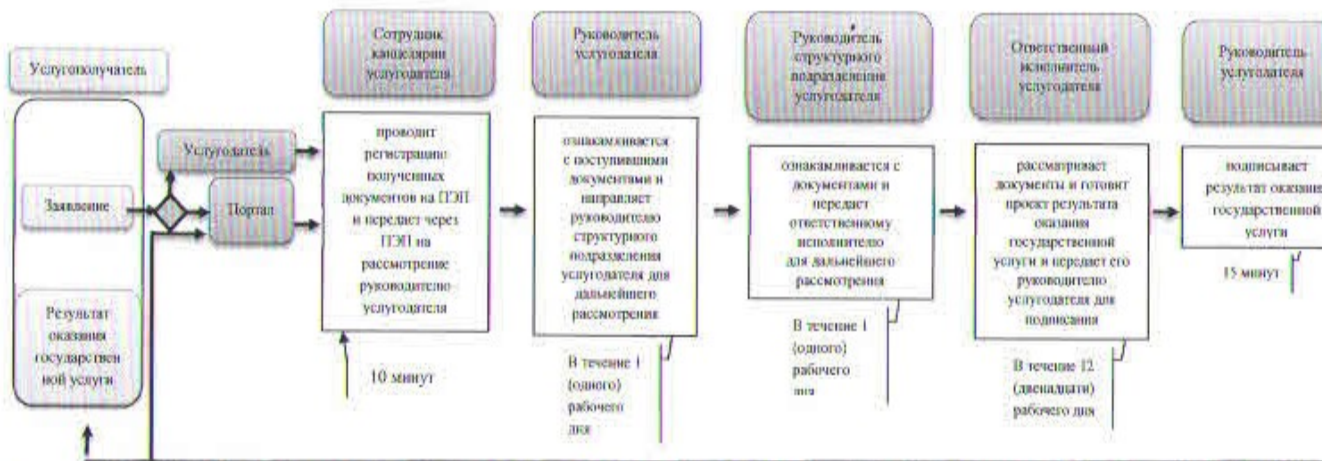 Услугополучатель
Заявление
Результат
оказания
государствен
ной услуги
Услугодатель
Портал
Сотрудник
канцелярии
услугодателя
проводит
регистрацию
полученных
документов на ПЭП
и передает через
ПЭП на
рассмотрение
руководителю
услугодателя
10 минут
Руководитель
услугодателя
ознакамливается
с поступившими
документами и
направляет
руководителю
структурного
подразделения
услугодателя для
дальнейшего
рассмотрения
В течение 1
(одного)
рабочего
дня
Руководитель
структурного
подразделения
услугодателя
ознакамливается с
документами и
передает
ответственному
исполнителю
для дальнейшего
рассмотрения
В течение 1
(одного)
рабочего
дня
Ответственный
исполнитель
услугодателя
рассматривает
документы и готовит
проект результата
оказания
государственной
услуги и передает его
руководителю
услугодателя для
подписания
В течение 12
(двенадцати)
рабочего дня
Руководитель
услугодателя
подписывает
результат оказания
государственной
услуги
15 минут